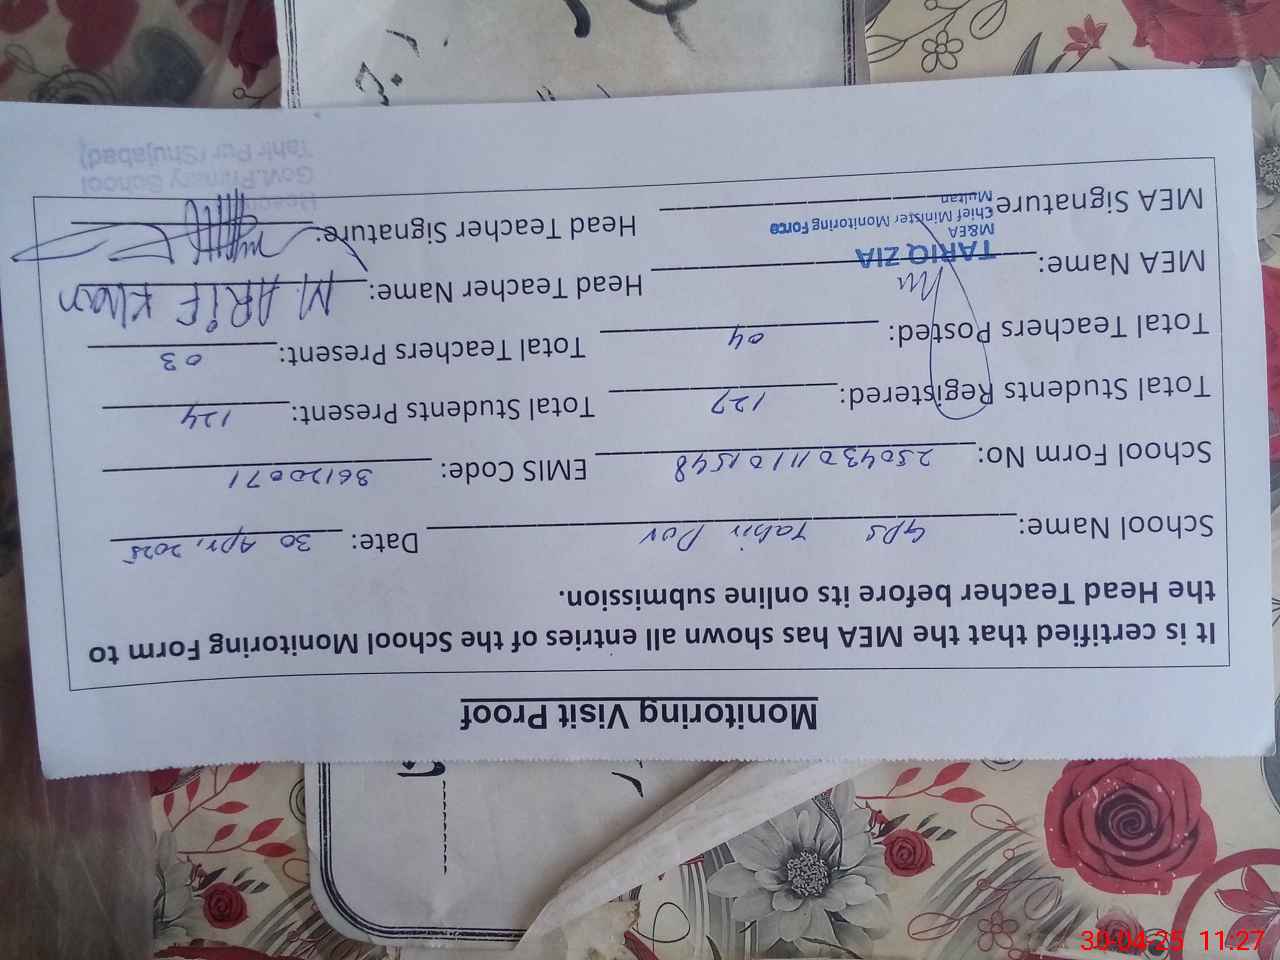 Monitoring Visit Proof
It is certified that the MEA has shown all entries of the School Monitoring Form to
the Head Teacher before its online submission.
School Name: GPS Tahir Pur Date: 30 Apr, 2025
School Form No: 25043011101548 EMIS Code: 36120071
Total Students Registered: 127 Total Students Present: 124
Total Teachers Posted: 04 Total Teachers Present: 03
MEA Name: TARIQ ZIA Head Teacher Name: M. ARIF Khan
M&EA
Chief Minister Monitoring Force
Multan
MEA Signature Head Teacher Signature:
Govt.Primary School
Tahir Pur (Shujabad)
30-04-25 11:27